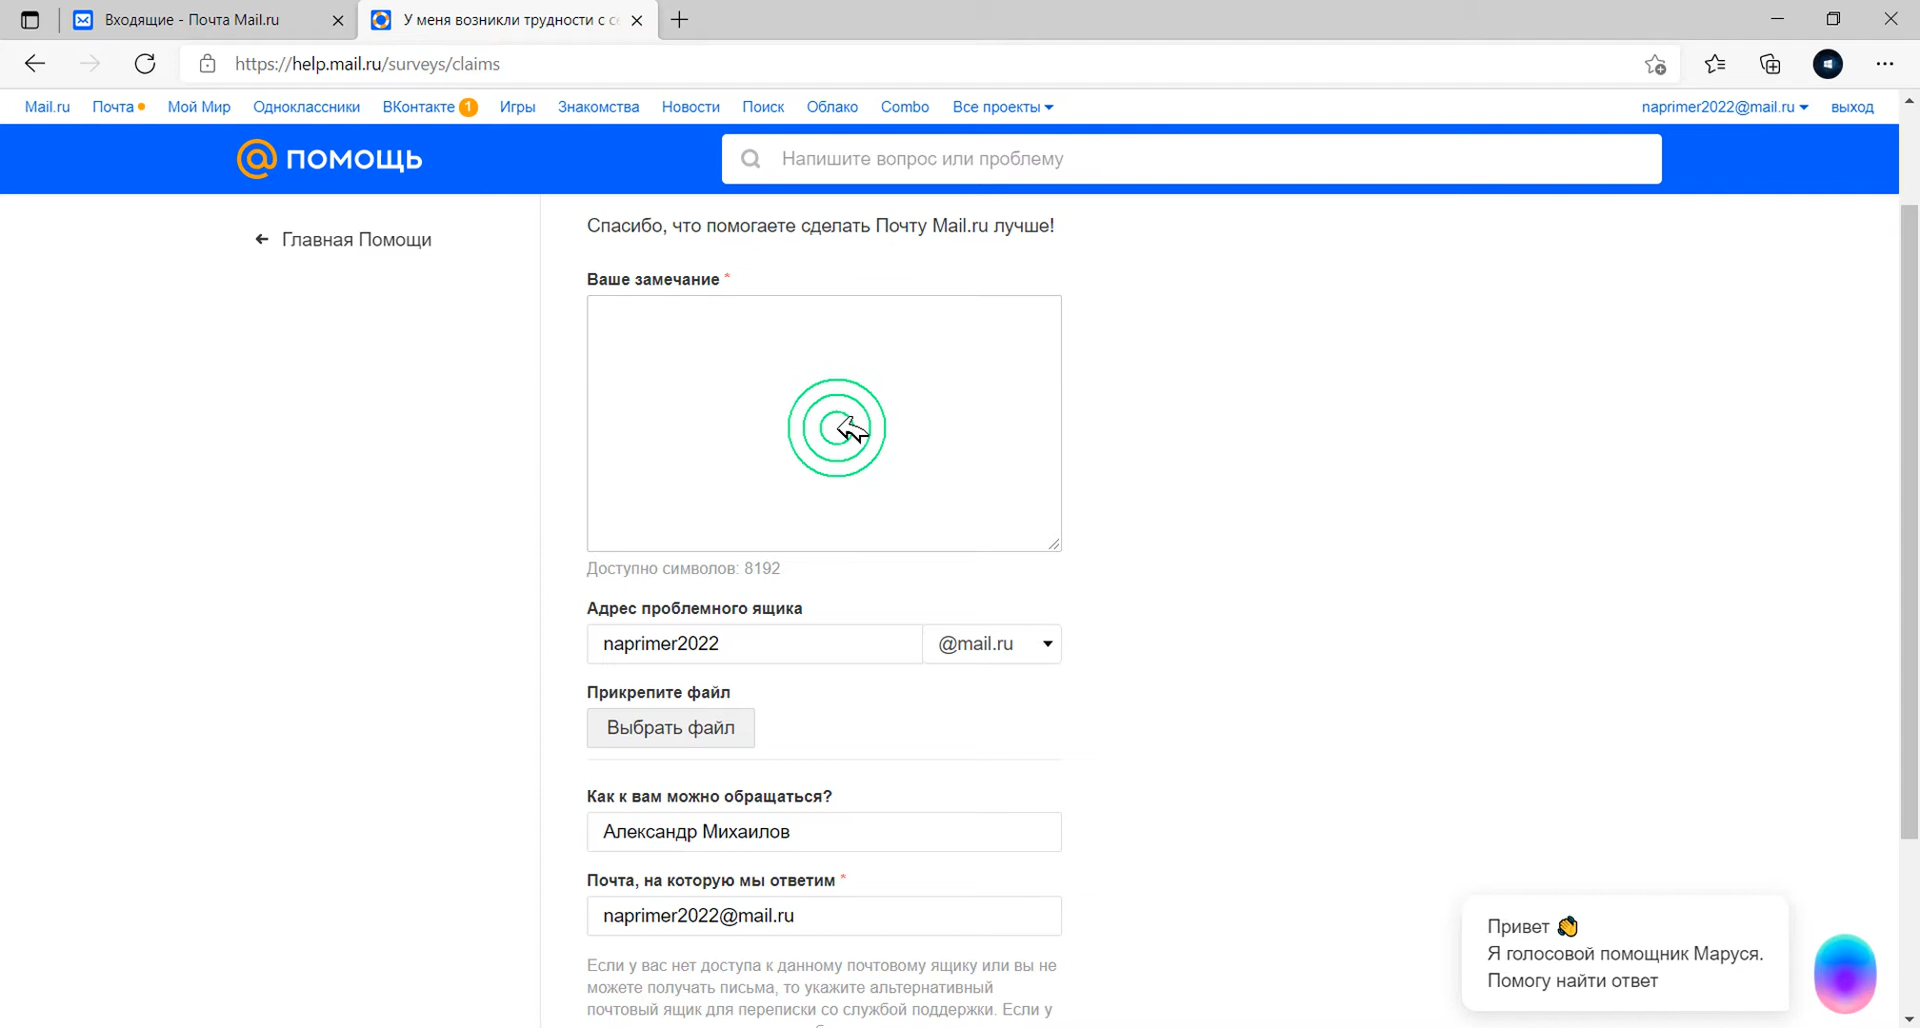 Входящие - Почта Mail.ru
У меня возникли трудности с се
https://help.mail.ru/surveys/claims
Mail.ru Почта Мой Мир Одноклассники ВКонтакте 1 Игры Знакомства Новости Поиск Облако Combo Все проекты naprimer2022@mail.ru выход
@ ПОМОЩЬ
Напишите вопрос или проблему
← Главная Помощи
Спасибо, что помогаете сделать Почту Mail.ru лучше!
Ваше замечание *
Доступно символов: 8192
Адрес проблемного ящика
naprimer2022 @mail.ru
Прикрепите файл
Выбрать файл
Как к вам можно обращаться?
Александр Михаилов
Почта, на которую мы ответим *
naprimer2022@mail.ru
Если у вас нет доступа к данному почтовому ящику или вы не
можете получать письма, то укажите альтернативный
почтовый ящик для переписки со службой поддержки. Если у
Привет 👏
Я голосовой помощник Маруся.
Помогу найти ответ